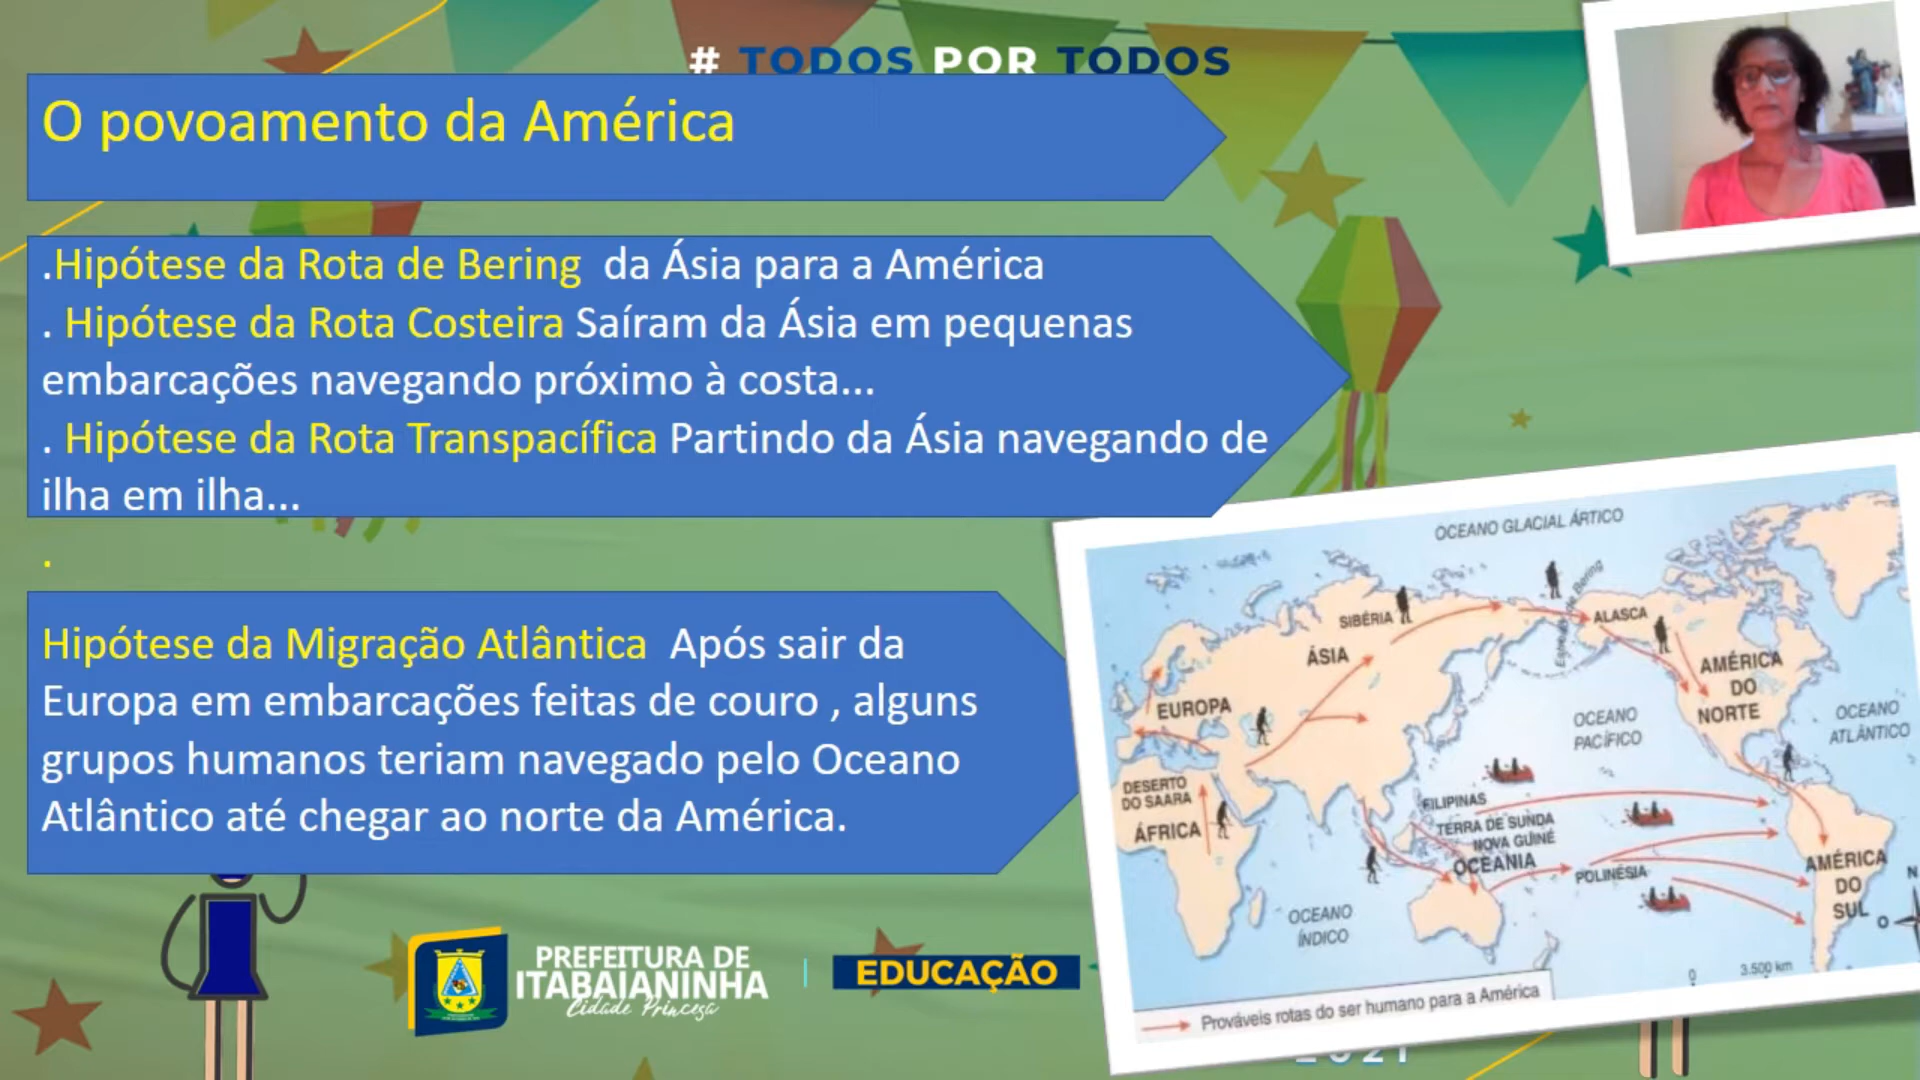 # TODOS POR TODOS
O povoamento da América
.Hipótese da Rota de Bering da Ásia para a América
. Hipótese da Rota Costeira Saíram da Ásia em pequenas
embarcações navegando próximo à costa...
. Hipótese da Rota Transpacífica Partindo da Ásia navegando de
ilha em ilha...
.
Hipótese da Migração Atlântica Após sair da
Europa em embarcações feitas de couro , alguns
grupos humanos teriam navegado pelo Oceano
Atlântico até chegar ao norte da América.
OCEANO GLACIAL ÁRTICO
SIBÉRIA
Estreito de Bering
ALASCA
ÁSIA
AMÉRICA
DO
NORTE
EUROPA
OCEANO
PACÍFICO
OCEANO
ATLÂNTICO
DESERTO
DO SAARA
ÁFRICA
FILIPINAS
TERRA DE SUNDA
NOVA GUINÉ
OCEANIA
POLINÉSIA
AMÉRICA
DO
SUL
OCEANO
ÍNDICO
N
O
0 3.500 km
Prováveis rotas do ser humano para a América
PREFEITURA DE
ITABAIANINHA
Cidade Princesa
EDUCAÇÃO
2021